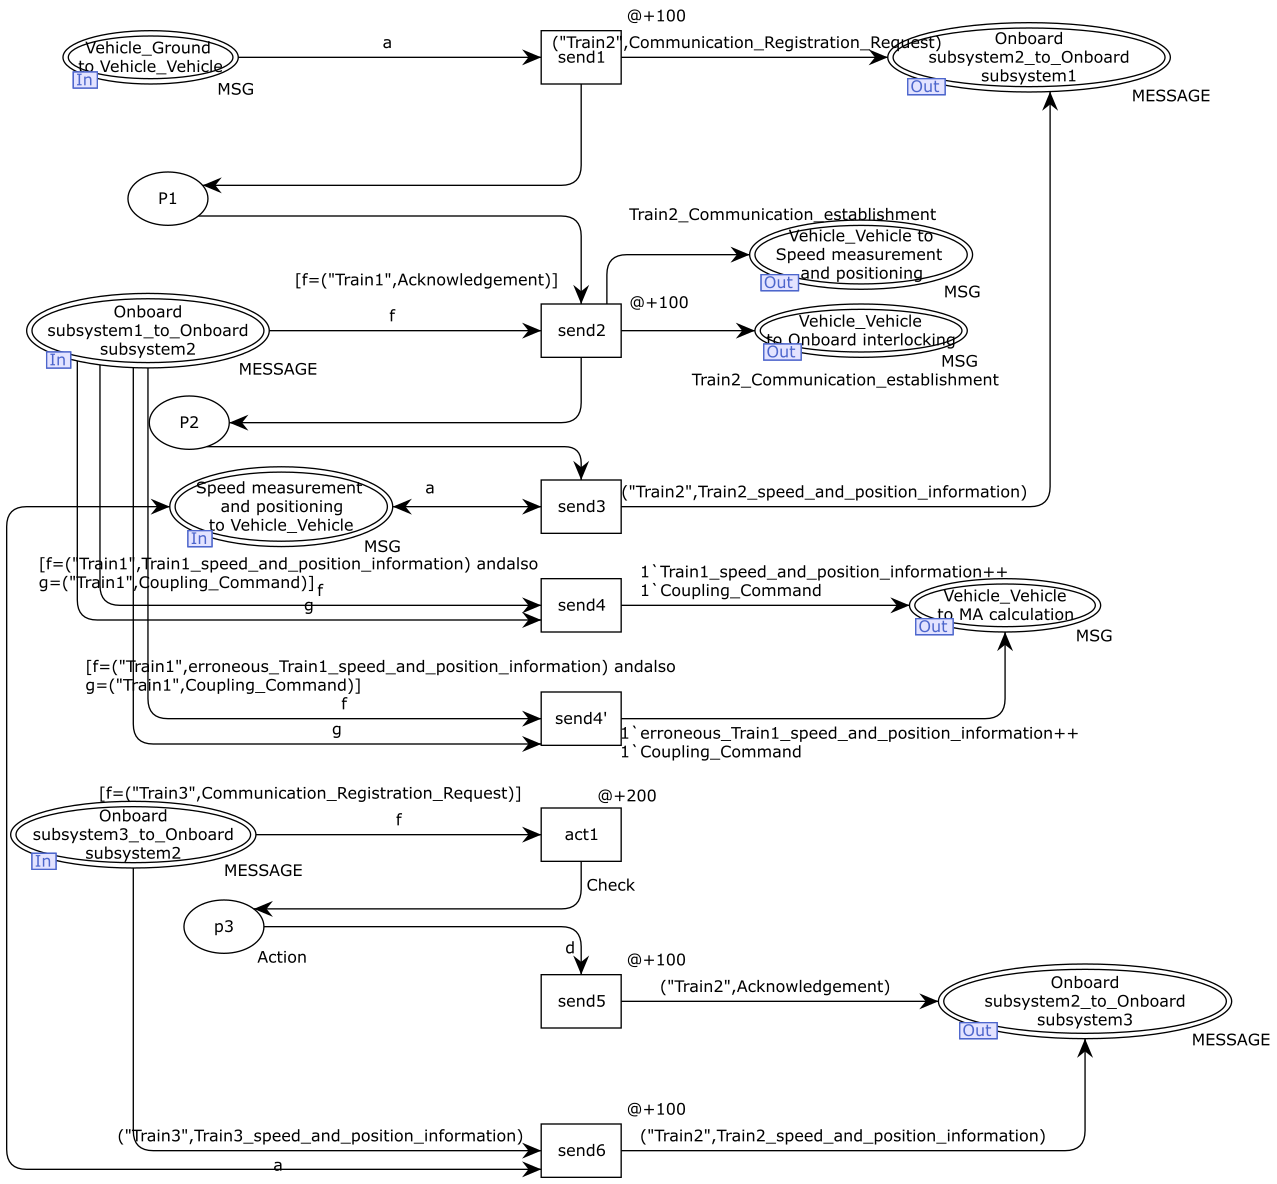 @+100
Vehicle_Ground
to Vehicle_Vehicle
In
MSG
a
("Train2",Communication_Registration_Request)
send1
Onboard
subsystem2_to_Onboard
subsystem1
Out
MESSAGE
P1
Train2_Communication_establishment
Vehicle_Vehicle to
Speed measurement
and positioning
Out
MSG
[f=("Train1",Acknowledgement)]
@+100
Onboard
subsystem1_to_Onboard
subsystem2
In
MESSAGE
f
send2
Vehicle_Vehicle
to Onboard interlocking
Out
MSG
Train2_Communication_establishment
P2
Speed measurement
and positioning
to Vehicle_Vehicle
In
MSG
a
send3
("Train2",Train2_speed_and_position_information)
[f=("Train1",Train1_speed_and_position_information) andalso
g=("Train1",Coupling_Command)]
f
g
send4
1`Train1_speed_and_position_information++
1`Coupling_Command
Vehicle_Vehicle
to MA calculation
Out
MSG
[f=("Train1",erroneous_Train1_speed_and_position_information) andalso
g=("Train1",Coupling_Command)]
f
g
send4'
1`erroneous_Train1_speed_and_position_information++
1`Coupling_Command
[f=("Train3",Communication_Registration_Request)]
@+200
Onboard
subsystem3_to_Onboard
subsystem2
In
MESSAGE
f
act1
Check
p3
Action
d
@+100
send5
("Train2",Acknowledgement)
Onboard
subsystem2_to_Onboard
subsystem3
Out
MESSAGE
@+100
("Train3",Train3_speed_and_position_information)
a
send6
("Train2",Train2_speed_and_position_information)